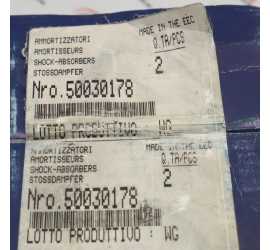 AMMORTIZZATORI
AMORTISSEURS
SHOCK-ABSORBERS
STOSSDAMPFER
MADE IN THE EEC
Q.TA/PCS
2
Nro.50030178
LOTTO PRODUTTIVO : WG
AMMORTIZZATORI
AMORTISSEURS
SHOCK-ABSORBERS
STOSSDAMPFER
MADE IN THE EEC
Q.TA/PCS
2
Nro.50030178
LOTTO PRODUTTIVO : WG